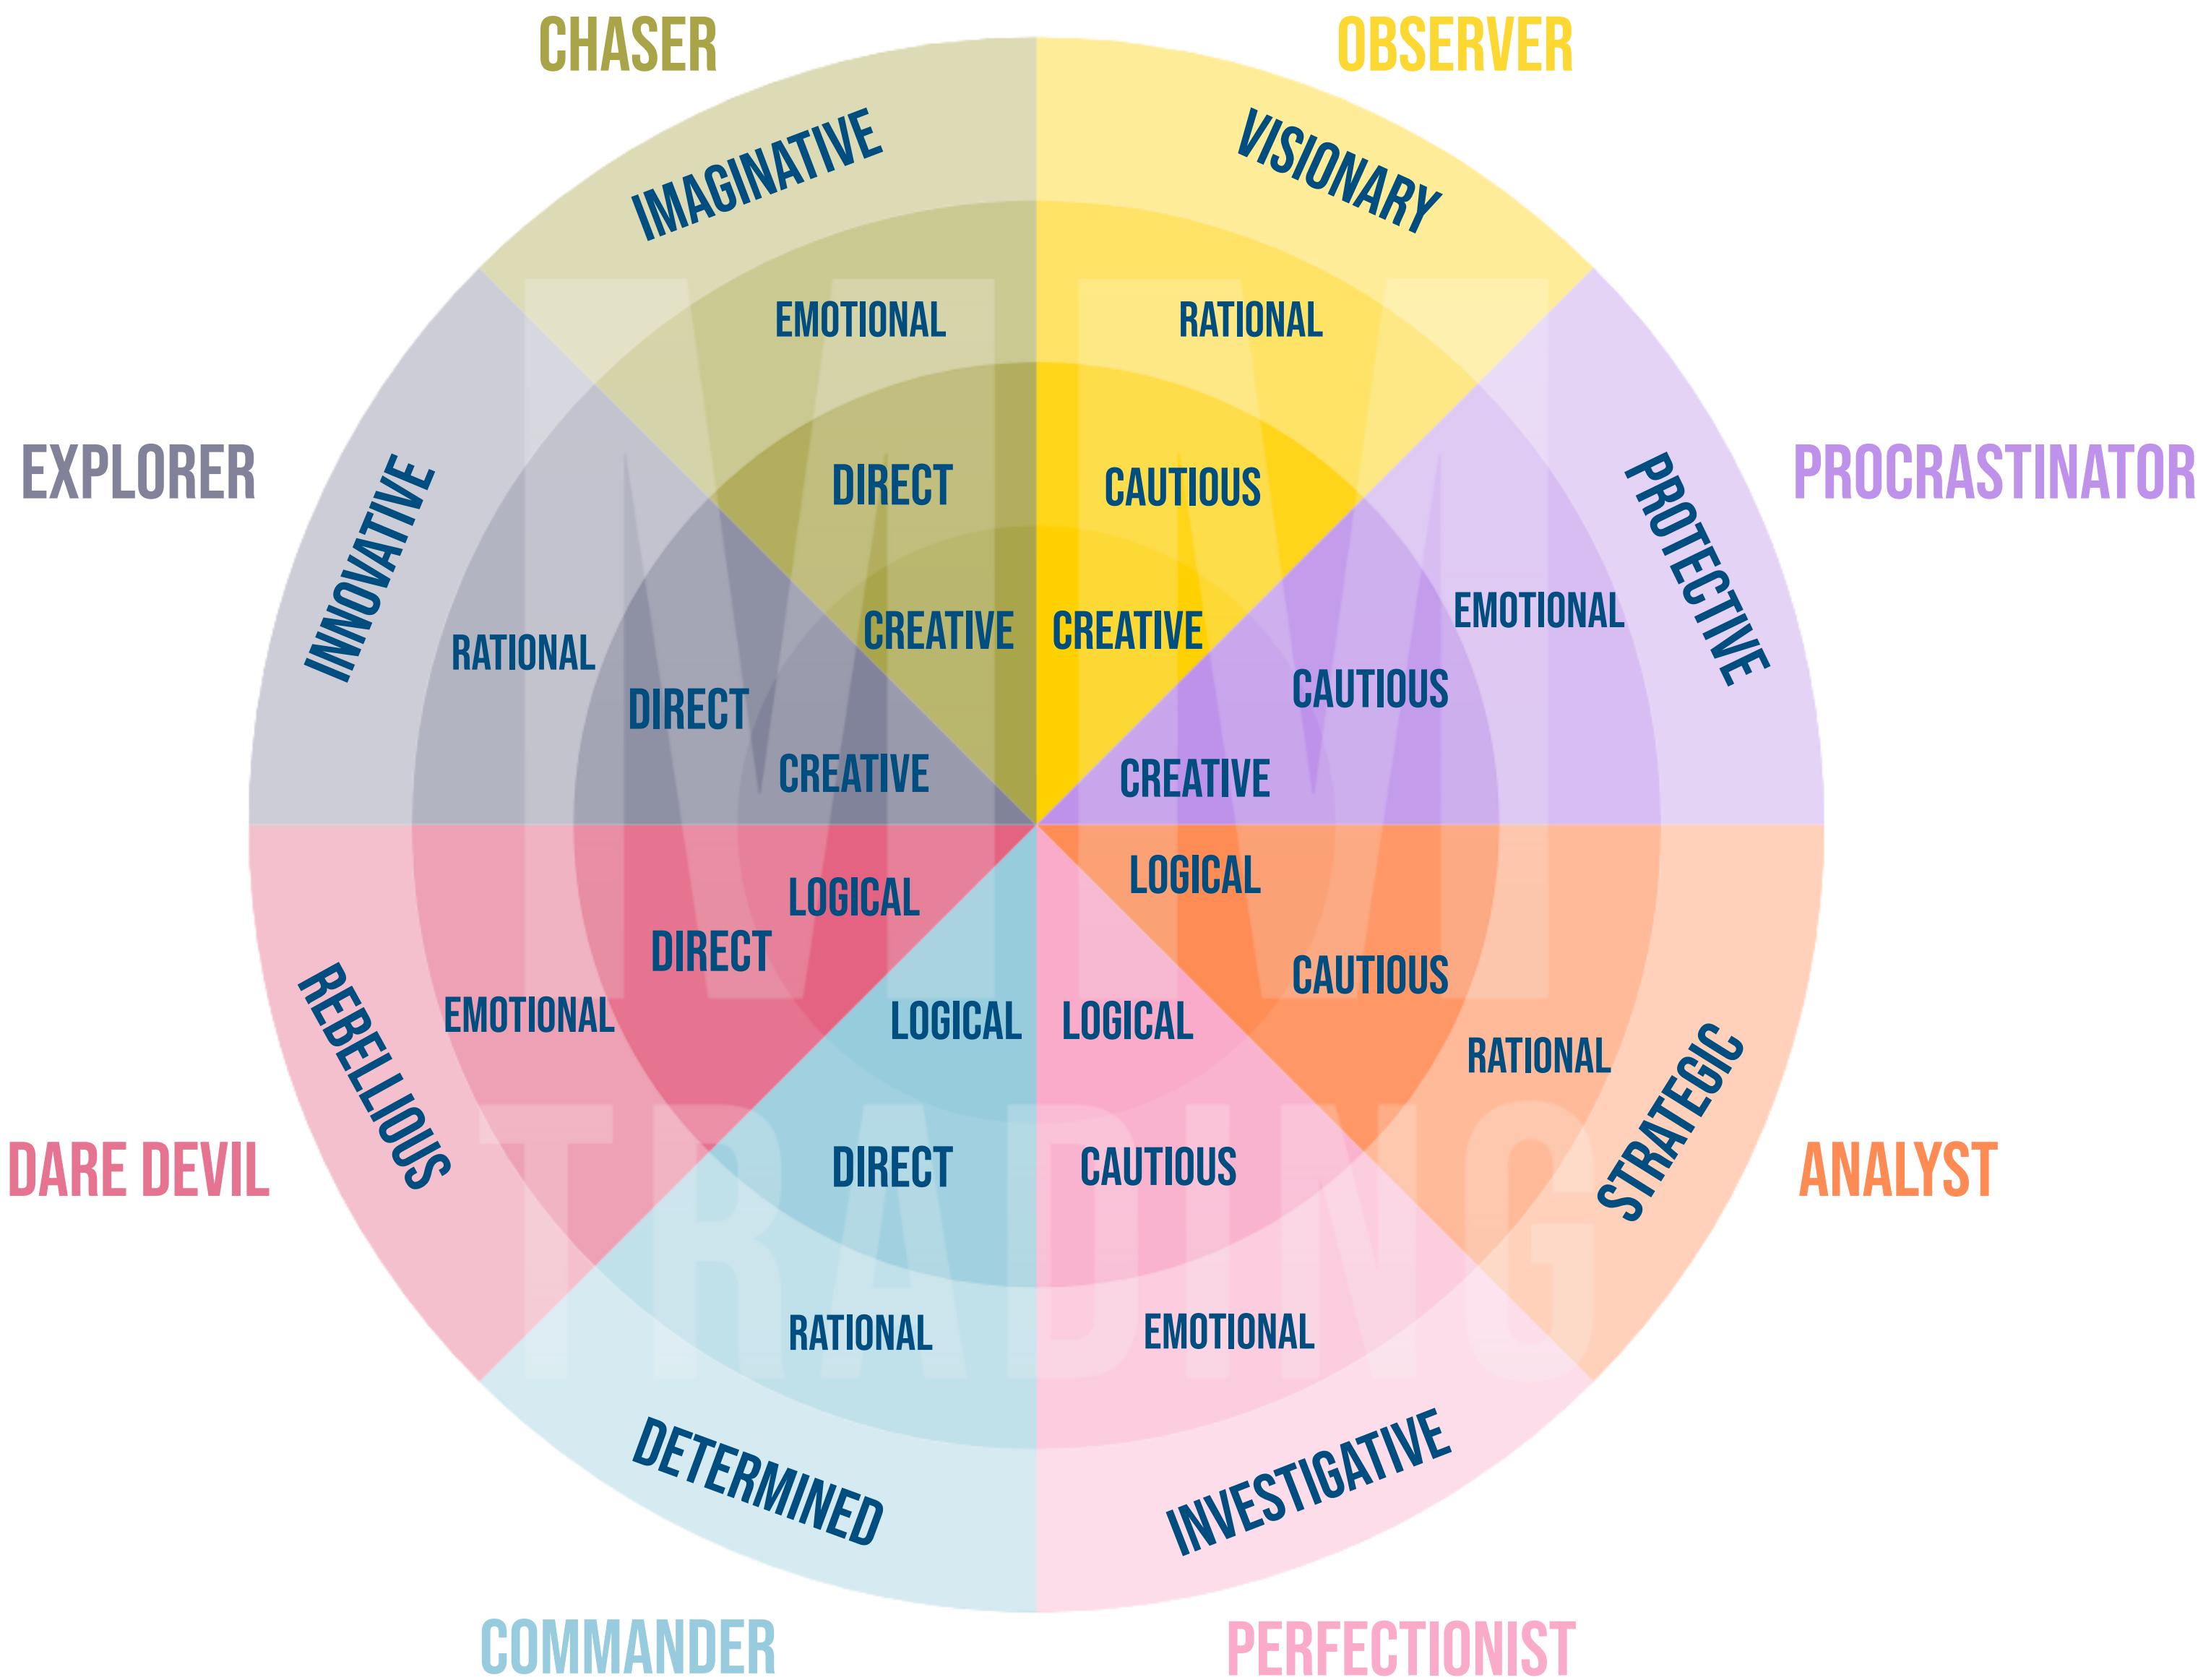 CHASER
OBSERVER
IMAGINATIVE
VISIONARY
EMOTIONAL
RATIONAL
EXPLORER
PROCRASTINATOR
DIRECT
CAUTIOUS
INNOVATIVE
PROTECTIVE
CREATIVE
CREATIVE
EMOTIONAL
RATIONAL
DIRECT
CAUTIOUS
CREATIVE
CREATIVE
MM
LOGICAL
LOGICAL
DIRECT
CAUTIOUS
EMOTIONAL
RATIONAL
LOGICAL
LOGICAL
REBELLIOUS
STRATEGIC
DARE DEVIL
ANALYST
DIRECT
CAUTIOUS
TRADING
RATIONAL
EMOTIONAL
DETERMINED
INVESTIGATIVE
COMMANDER
PERFECTIONIST